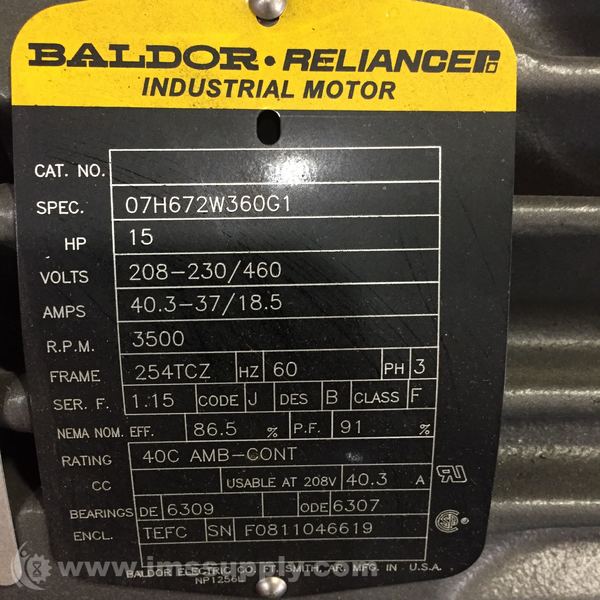 BALDOR • RELIANCER
INDUSTRIAL MOTOR
CAT. NO.
SPEC. 07H672W360G1
HP 15
VOLTS 208-230/460
AMPS 40.3-37/18.5
R.P.M. 3500
FRAME 254TCZ HZ 60 PH 3
SER. F. 1.15 CODE J DES B CLASS F
NEMA NOM. EFF. 86.5 % P.F. 91 %
RATING 40C AMB-CONT
CC USABLE AT 208V 40.3 A
BEARINGS DE 6309 ODE 6307
ENCL. TEFC SN F0811046619
www.imssupply.com
BALDOR ELECTRIC CO. FT. SMITH, AR. MFG. IN U.S.A.
NP1256L